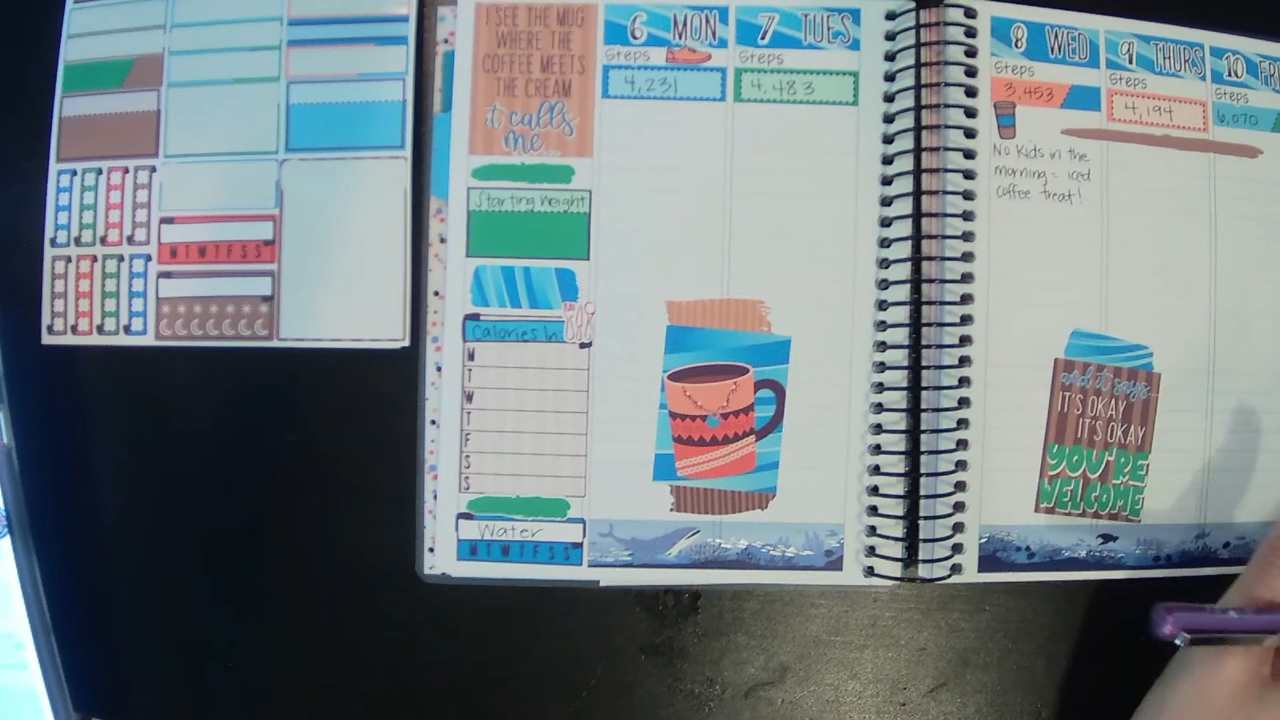 I SEE THE MUG
WHERE THE
COFFEE MEETS
THE CREAM
it calls
me
Starting Weight
Calories In
M
T
W
T
F
S
S
Water
M T W T F S S
6 MON
Steps
4,231
7 TUES
Steps
4,483
8 WED
Steps
3,453
No Kids in the
morning = iced
coffee treat!
9 THURS
Steps
4,194
10 FRI
Steps
6,070
and it says...
IT'S OKAY
IT'S OKAY
YOU'RE
WELCOME
M T W T F S S